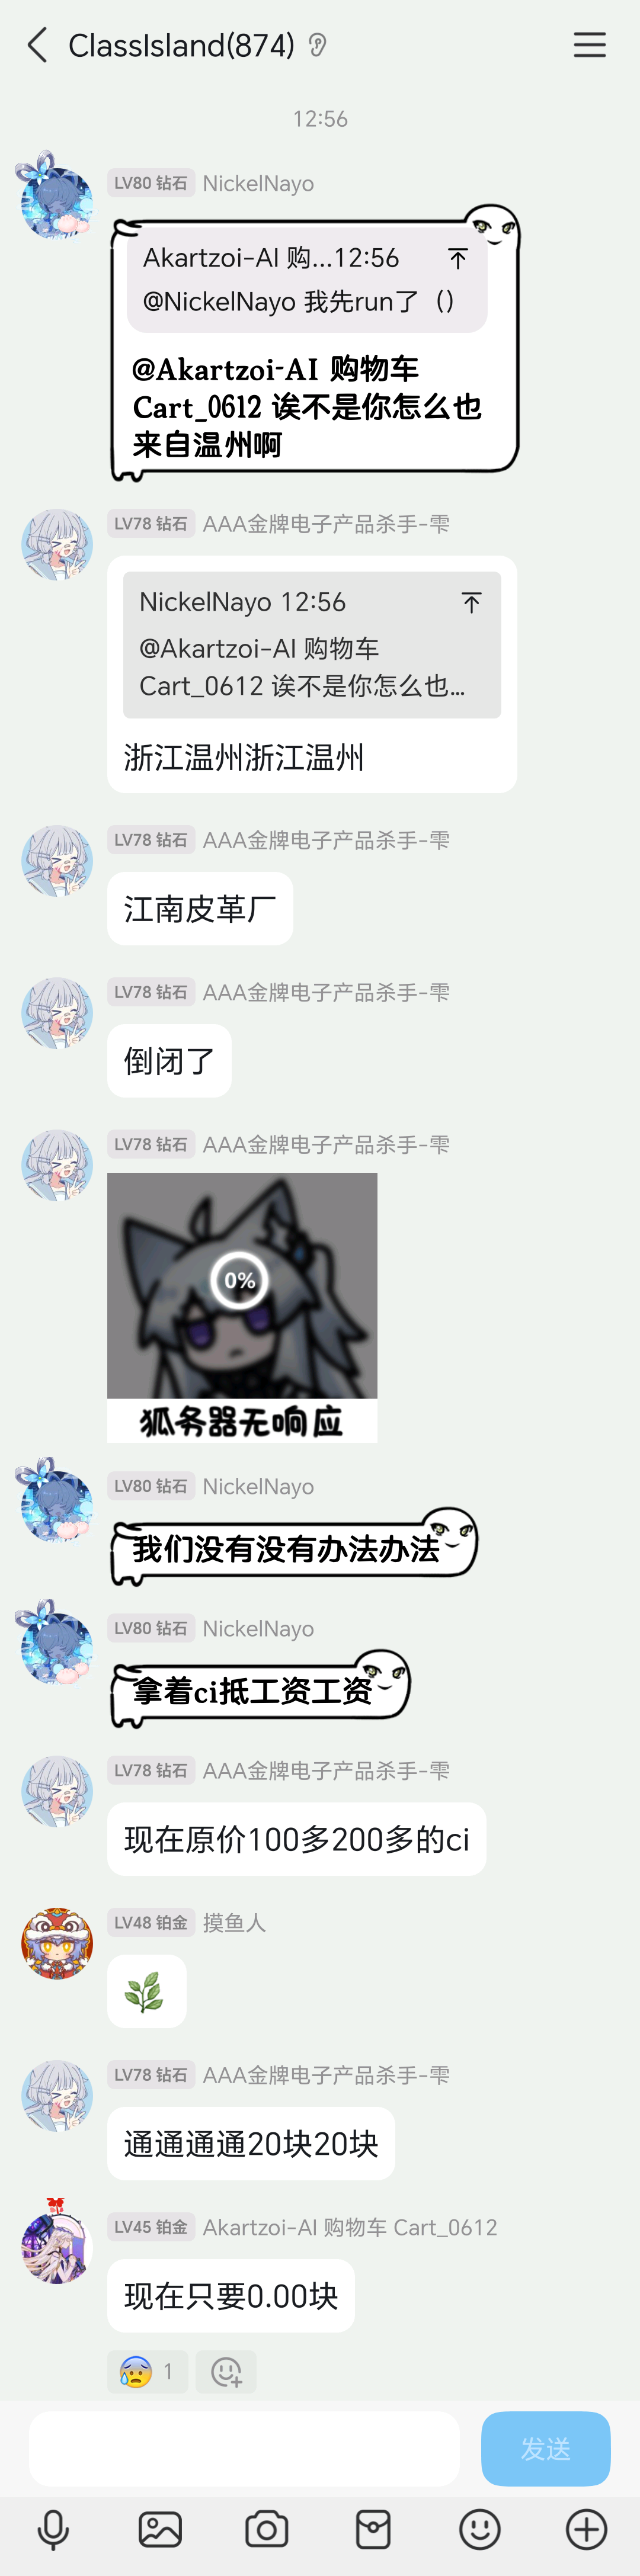 ClassIsland(874)
12:56
LV80 钻石 NickelNayo
Akartzoi-AI 购...12:56
@NickelNayo 我先run了（）
@Akartzoi-AI 购物车
Cart_0612 诶不是你怎么也
来自温州啊
LV78 钻石 AAA金牌电子产品杀手-雫
NickelNayo 12:56
@Akartzoi-AI 购物车
Cart_0612 诶不是你怎么也...
浙江温州浙江温州
LV78 钻石 AAA金牌电子产品杀手-雫
江南皮革厂
LV78 钻石 AAA金牌电子产品杀手-雫
倒闭了
LV78 钻石 AAA金牌电子产品杀手-雫
0%
狐务器无响应
LV80 钻石 NickelNayo
我们没有没有办法办法
LV80 钻石 NickelNayo
拿着ci抵工资工资
LV78 钻石 AAA金牌电子产品杀手-雫
现在原价100多200多的ci
LV48 铂金 摸鱼人
LV78 钻石 AAA金牌电子产品杀手-雫
通通通通20块20块
LV45 铂金 Akartzoi-AI 购物车 Cart_0612
现在只要0.00块
1
发送